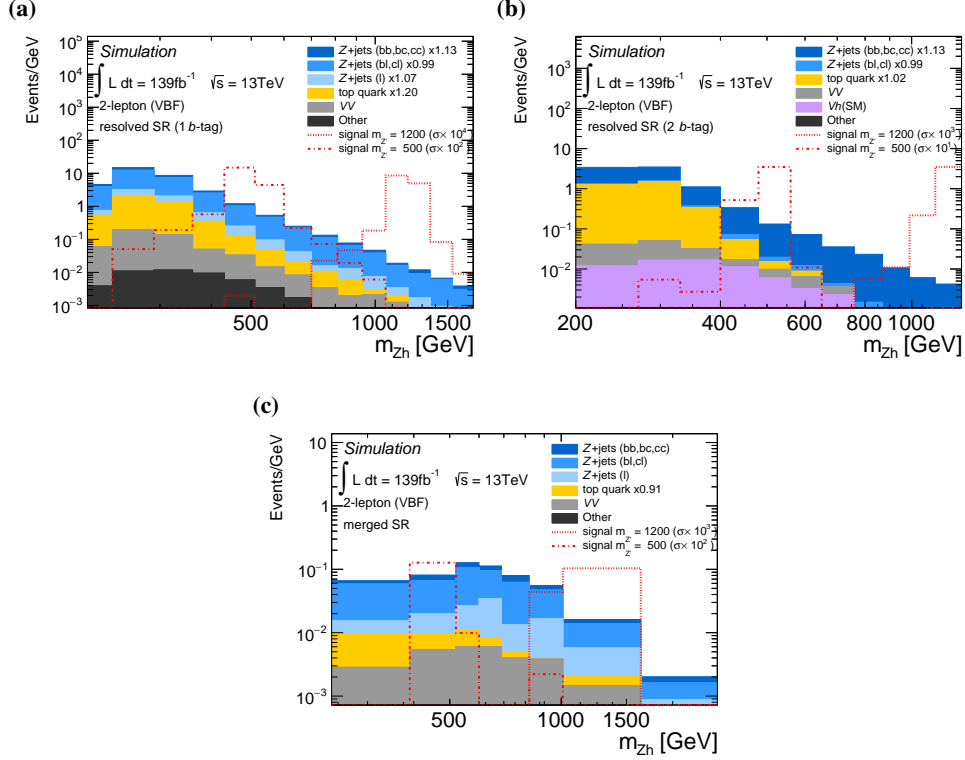 (a)
Events/GeV
10⁵
10⁴
10³
10²
10
1
10⁻¹
10⁻²
10⁻³
Simulation
∫ L dt = 139fb⁻¹ √s = 13TeV
2-lepton (VBF)
resolved SR (1 b-tag)
Z+jets (bb,bc,cc) x1.13
Z+jets (bl,cl) x0.99
Z+jets (l) x1.07
top quark x1.20
VV
Other
signal m_Z' = 1200 (σ× 10⁴)
signal m_Z' = 500 (σ× 10²)
500 1000 1500
m_Zh [GeV]
(b)
Events/GeV
10⁴
10³
10²
10
1
10⁻¹
10⁻²
Simulation
∫ L dt = 139fb⁻¹ √s = 13TeV
2-lepton (VBF)
resolved SR (2 b-tag)
Z+jets (bb,bc,cc) x1.13
Z+jets (bl,cl) x0.99
top quark x1.02
VV
Vh(SM)
Other
signal m_Z' = 1200 (σ× 10³)
signal m_Z' = 500 (σ× 10¹)
200 400 600 800 1000
m_Zh [GeV]
(c)
Events/GeV
10
1
10⁻¹
10⁻²
10⁻³
Simulation
∫ L dt = 139fb⁻¹ √s = 13TeV
2-lepton (VBF)
merged SR
Z+jets (bb,bc,cc)
Z+jets (bl,cl)
Z+jets (l)
top quark x0.91
VV
Other
signal m_Z' = 1200 (σ× 10³)
signal m_Z' = 500 (σ× 10²)
500 1000 1500
m_Zh [GeV]